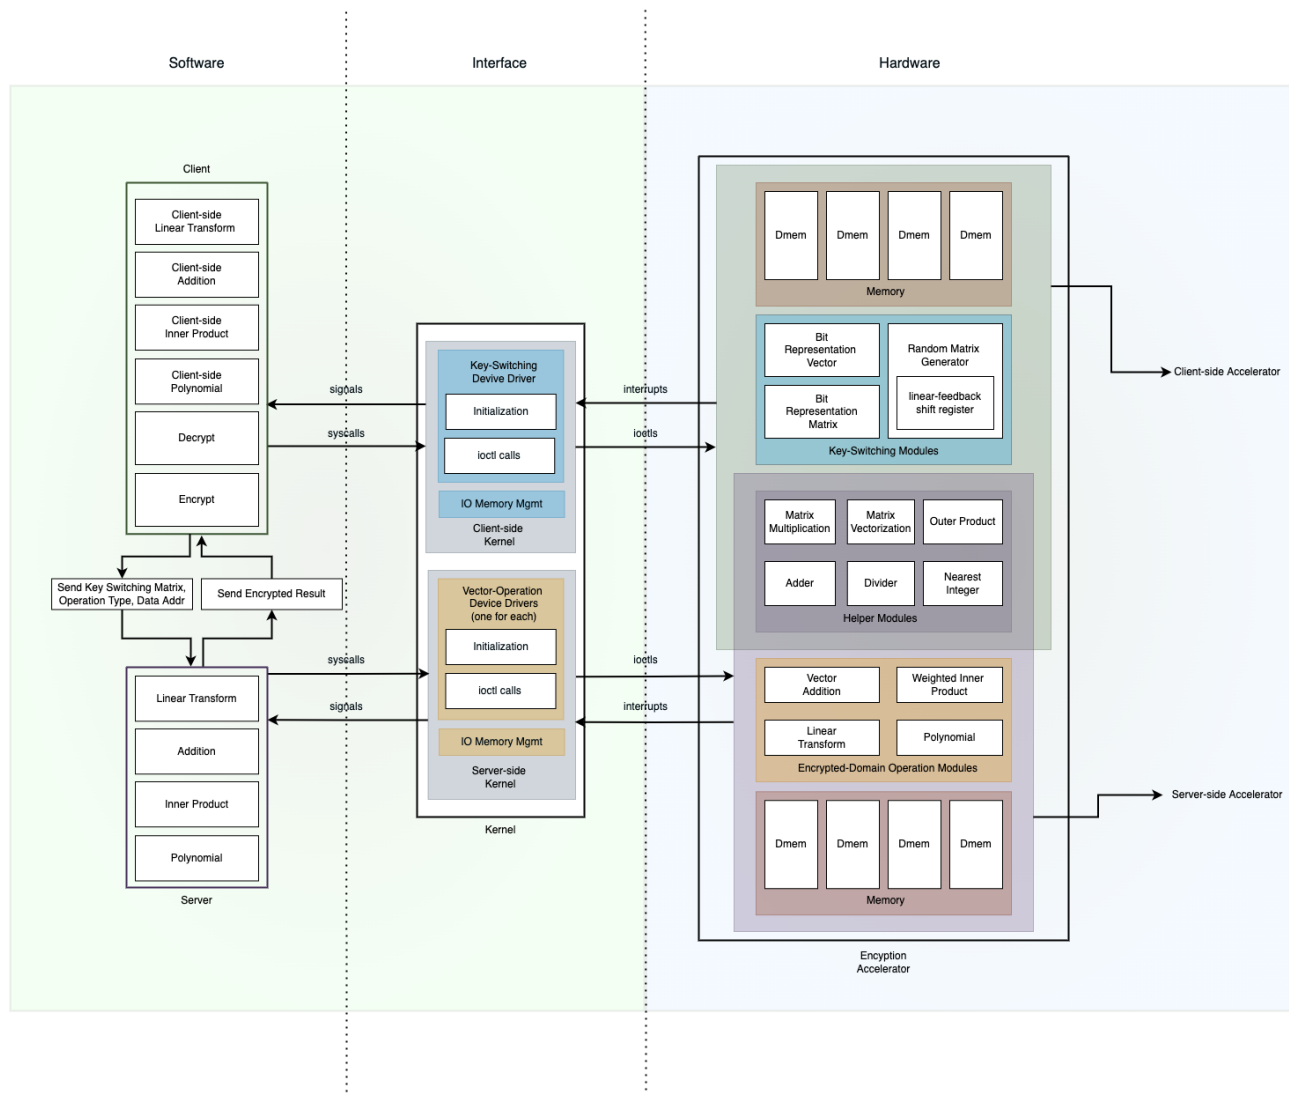 Software
Interface
Hardware
Client
Client-side
Linear Transform
Client-side
Addition
Client-side
Inner Product
Client-side
Polynomial
Decrypt
Encrypt
Send Key Switching Matrix,
Operation Type, Data Addr
Send Encrypted Result
Linear Transform
Addition
Inner Product
Polynomial
Server
signals
syscalls
syscalls
signals
Key-Switching
Devive Driver
Initialization
ioctl calls
IO Memory Mgmt
Client-side
Kernel
Vector-Operation
Device Drivers
(one for each)
Initialization
ioctl calls
IO Memory Mgmt
Server-side
Kernel
Kernel
interrupts
ioctls
ioctls
interrupts
Dmem
Dmem
Dmem
Dmem
Memory
Bit
Representation
Vector
Bit
Representation
Matrix
Random Matrix
Generator
linear-feedback
shift register
Key-Switching Modules
Matrix
Multiplication
Matrix
Vectorization
Outer Product
Adder
Divider
Nearest
Integer
Helper Modules
Vector
Addition
Weighted Inner
Product
Linear
Transform
Polynomial
Encrypted-Domain Operation Modules
Dmem
Dmem
Dmem
Dmem
Memory
Encyption
Accelerator
Client-side Accelerator
Server-side Accelerator